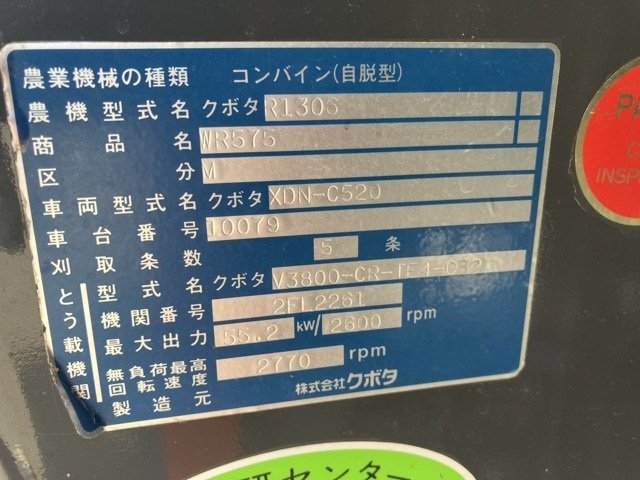 農業機械の種類 コンバイン(自脱型)
農機型式名 クボタ R130S
商品名 WR575
区分 M
車両型式名 クボタ XDN-C520
車台番号 10079
刈取条数 5 条
とう載機関
型式名 クボタ
機関番号 2FL2261
最大出力 55.2 kW/2600 rpm
無負荷最高回転速度 2770 rpm
製造元 株式会社クボタ
INSP
研センター